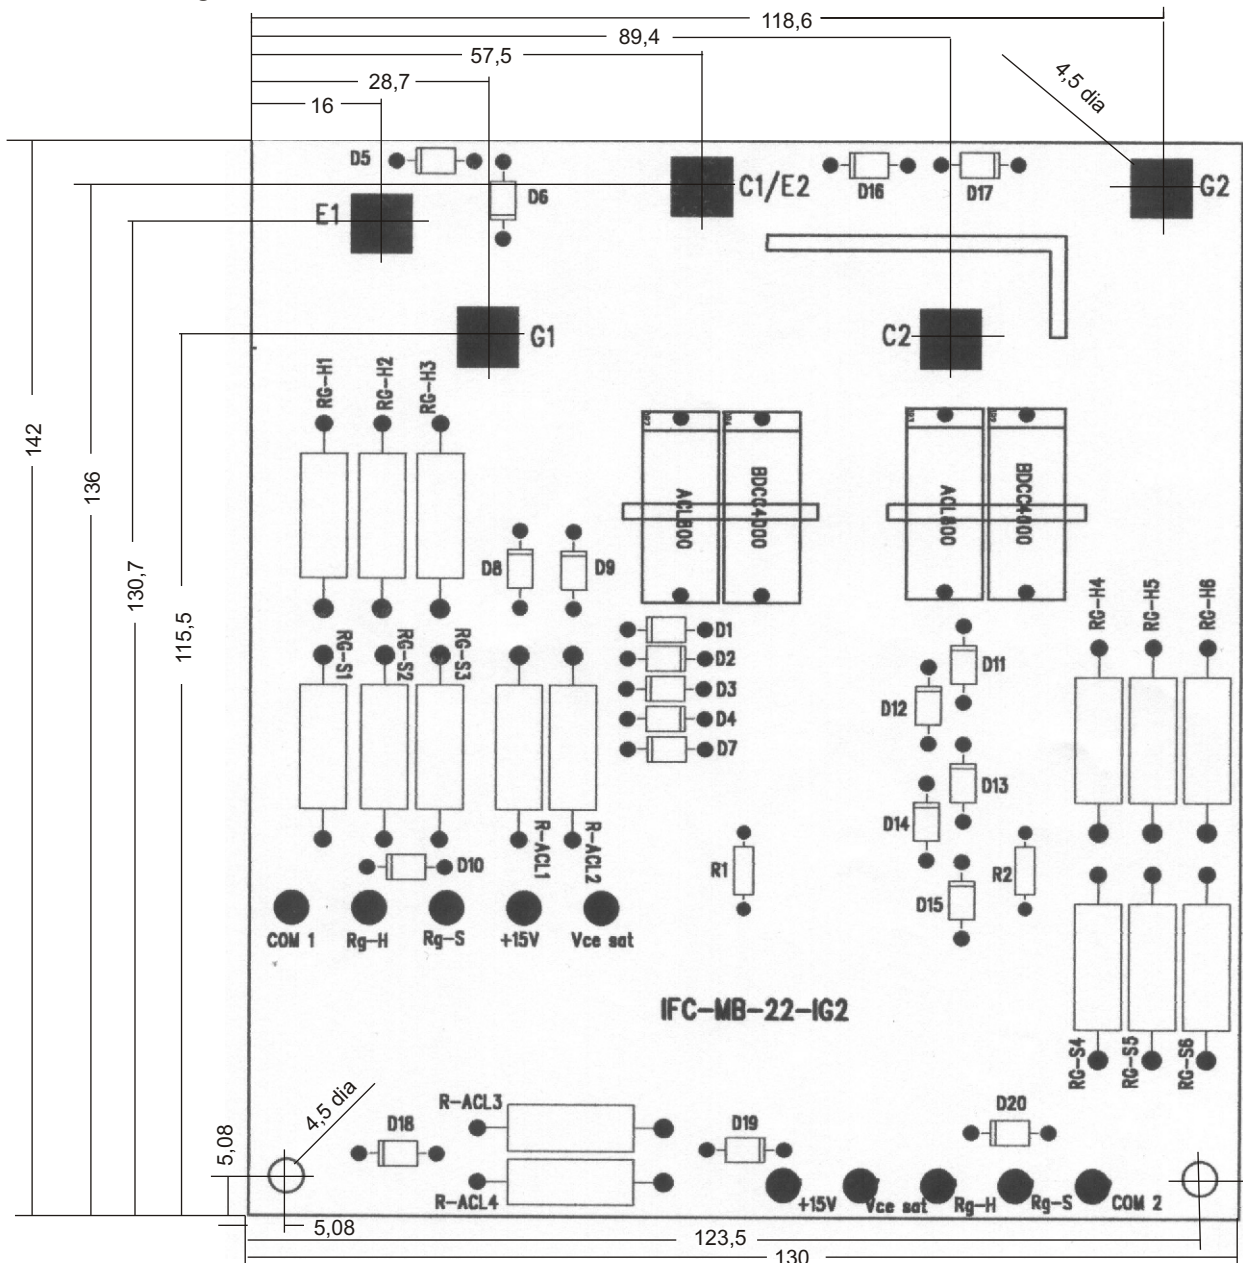 118,6
89,4
57,5
28,7
16
4,5 dia
D5
D6
C1/E2
D16
D17
G2
E1
G1
C2
142
136
130,7
115,5
RG-H1
RG-H2
RG-H3
ACL800
BDCC4000
ACL800
BDCC4000
D8
D9
RG-H4
RG-H5
RG-H6
RG-S1
RG-S2
RG-S3
D1
D2
D3
D4
D7
D11
D12
D13
D14
D15
R-ACL1
R-ACL2
D10
R1
R2
COM 1
Rg-H
Rg-S
+15V
Vce sat
IFC-MB-22-IG2
RG-S4
RG-S5
RG-S6
4,5 dia
R-ACL3
D18
D19
D20
5,08
R-ACL4
+15V
Vce sat
Rg-H
Rg-S
COM 2
5,08
123,5
130